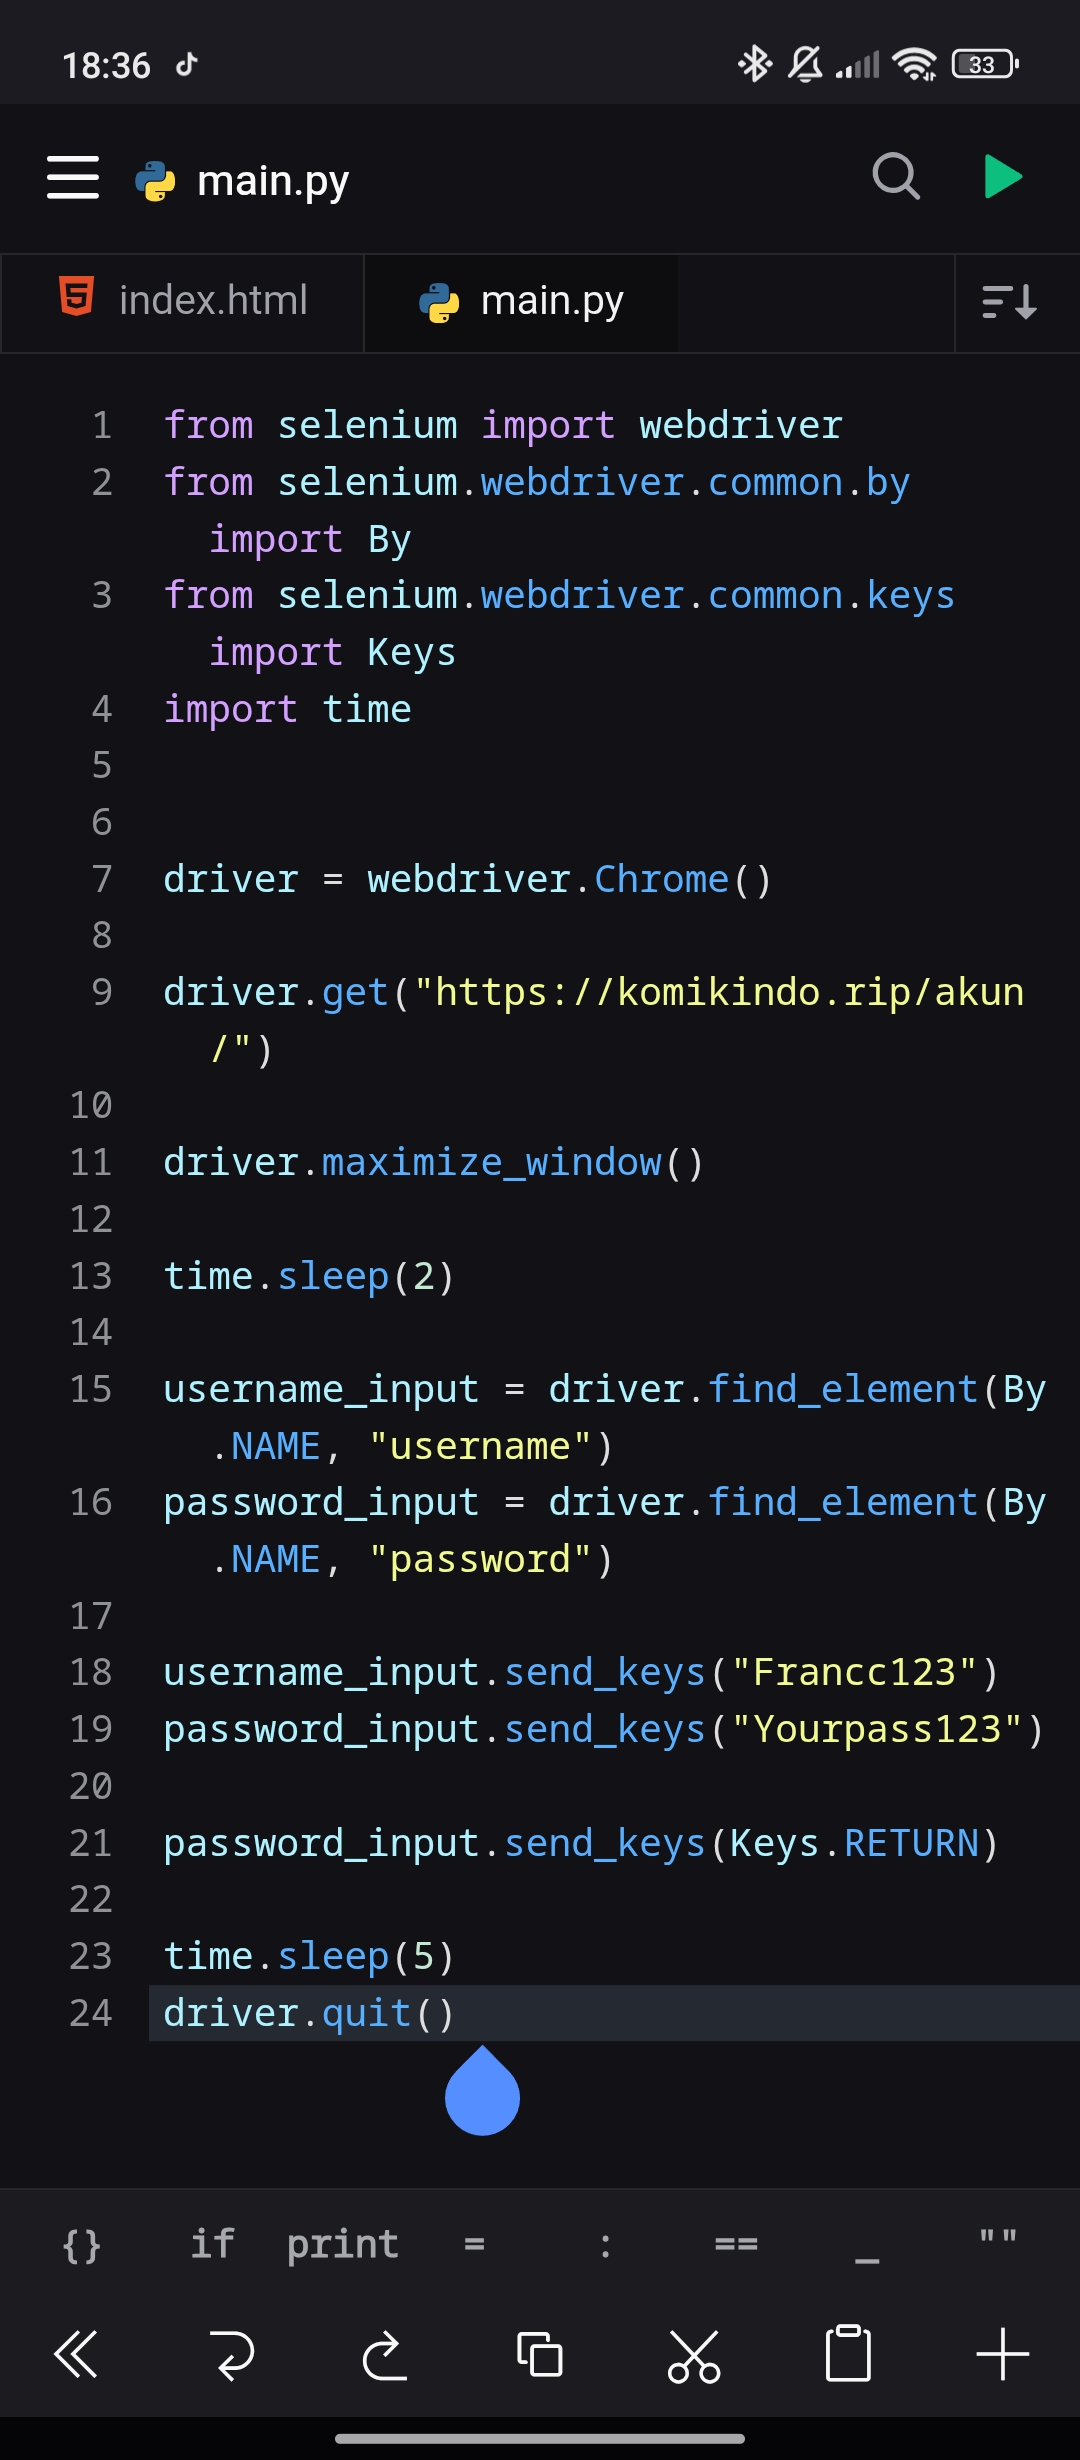 18:36
33
main.py
index.html
main.py
1 from selenium import webdriver
2 from selenium.webdriver.common.by
import By
3 from selenium.webdriver.common.keys
import Keys
4 import time
5
6
7 driver = webdriver.Chrome()
8
9 driver.get("https://komikindo.rip/akun
/")
10
11 driver.maximize_window()
12
13 time.sleep(2)
14
15 username_input = driver.find_element(By
.NAME, "username")
16 password_input = driver.find_element(By
.NAME, "password")
17
18 username_input.send_keys("Francc123")
19 password_input.send_keys("Yourpass123")
20
21 password_input.send_keys(Keys.RETURN)
22
23 time.sleep(5)
24 driver.quit()
{} if print = : == _ ""